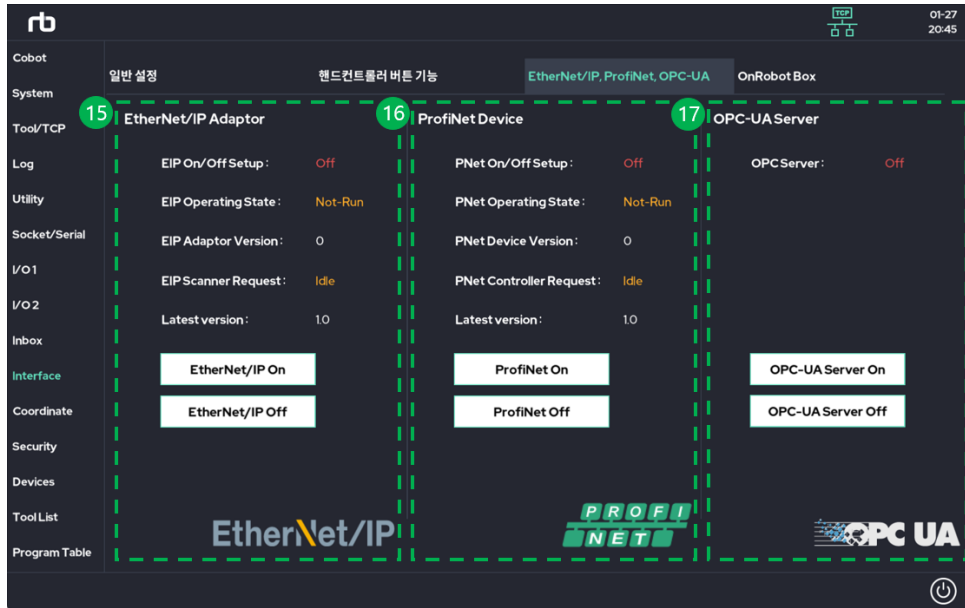 rb
TCP
01-27
20:45
Cobot
System
Tool/TCP
Log
Utility
Socket/Serial
I/O 1
I/O 2
Inbox
Interface
Coordinate
Security
Devices
Tool List
Program Table
일반 설정
핸드컨트롤러 버튼 기능
EtherNet/IP, ProfiNet, OPC-UA
OnRobot Box
15
EtherNet/IP Adaptor
EIP On/Off Setup : Off
EIP Operating State : Not-Run
EIP Adaptor Version : 0
EIP Scanner Request : Idle
Latest version : 1.0
EtherNet/IP On
EtherNet/IP Off
EtherNet/IP
16
ProfiNet Device
PNet On/Off Setup : Off
PNet Operating State : Not-Run
PNet Device Version : 0
PNet Controller Request : Idle
Latest version : 1.0
ProfiNet On
ProfiNet Off
PROFI
NET
17
OPC-UA Server
OPC Server : Off
OPC-UA Server On
OPC-UA Server Off
OPC UA